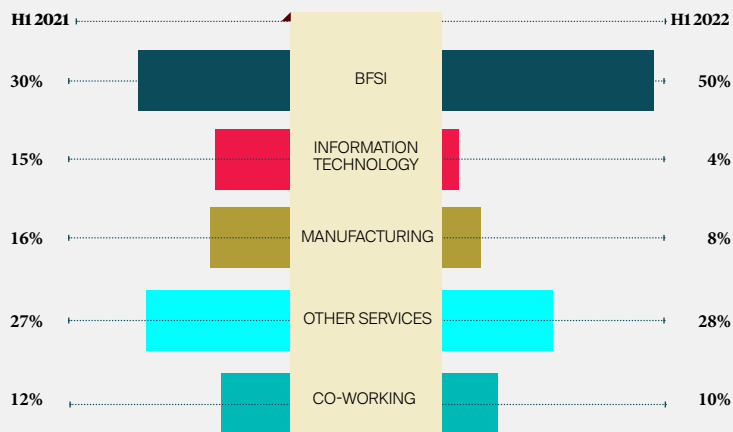 H1 2021
H1 2022
30%
BFSI
50%
15%
INFORMATION
TECHNOLOGY
4%
16%
MANUFACTURING
8%
27%
OTHER SERVICES
28%
12%
CO-WORKING
10%